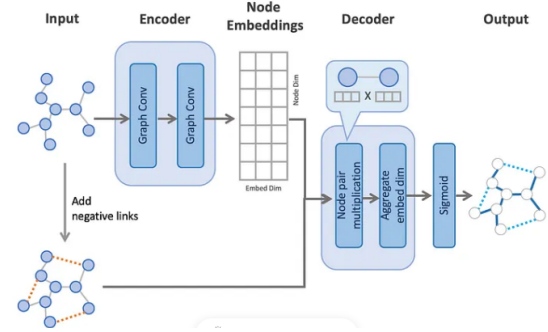 Input
Encoder
Node
Embeddings
Decoder
Output
Graph Conv
Graph Conv
Node Dim
Embed Dim
X
Node pair
multiplication
Aggregate
embed dim
Sigmoid
Add
negative links